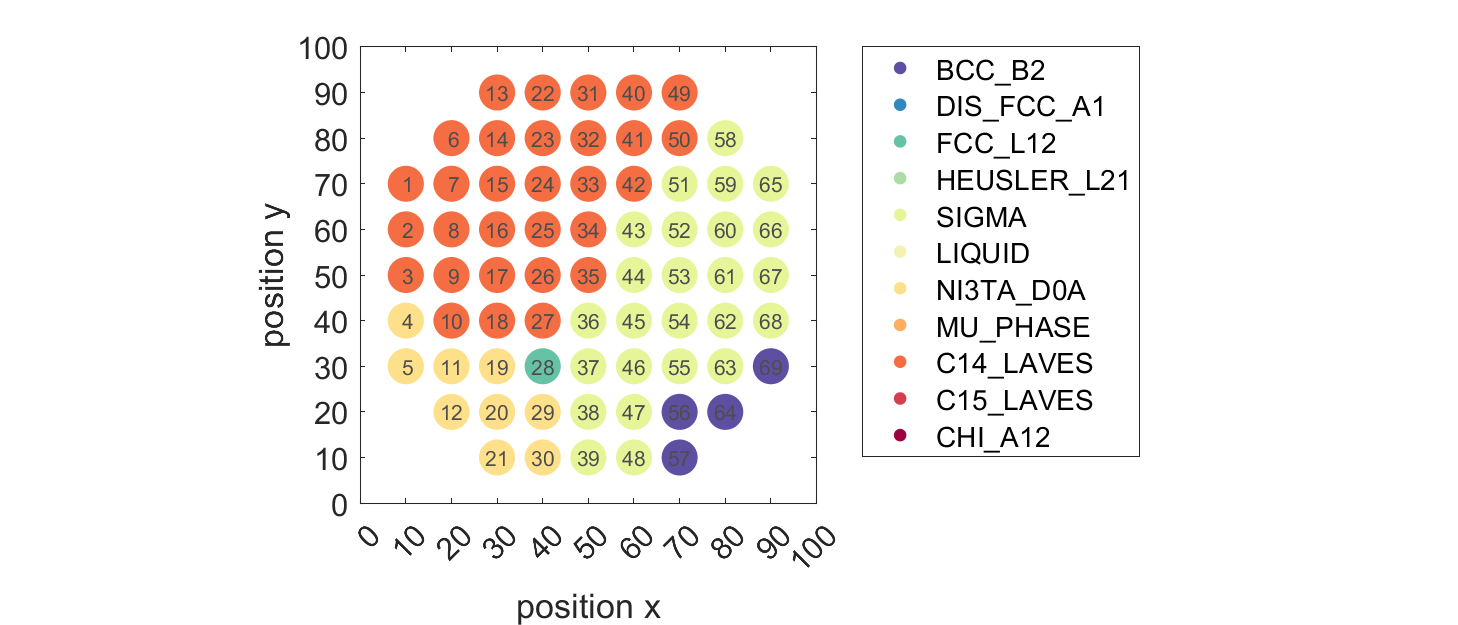 100
90
80
70
60
50
40
30
20
10
0
position y
13 22 31 40 49
6 14 23 32 41 50 58
1 7 15 24 33 42 51 59 65
2 8 16 25 34 43 52 60 66
3 9 17 26 35 44 53 61 67
4 10 18 27 36 45 54 62 68
5 11 19 28 37 46 55 63 69
12 20 29 38 47 56 64
21 30 39 48 57
0 10 20 30 40 50 60 70 80 90 100
position x
BCC_B2
DIS_FCC_A1
FCC_L12
HEUSLER_L21
SIGMA
LIQUID
NI3TA_D0A
MU_PHASE
C14_LAVES
C15_LAVES
CHI_A12